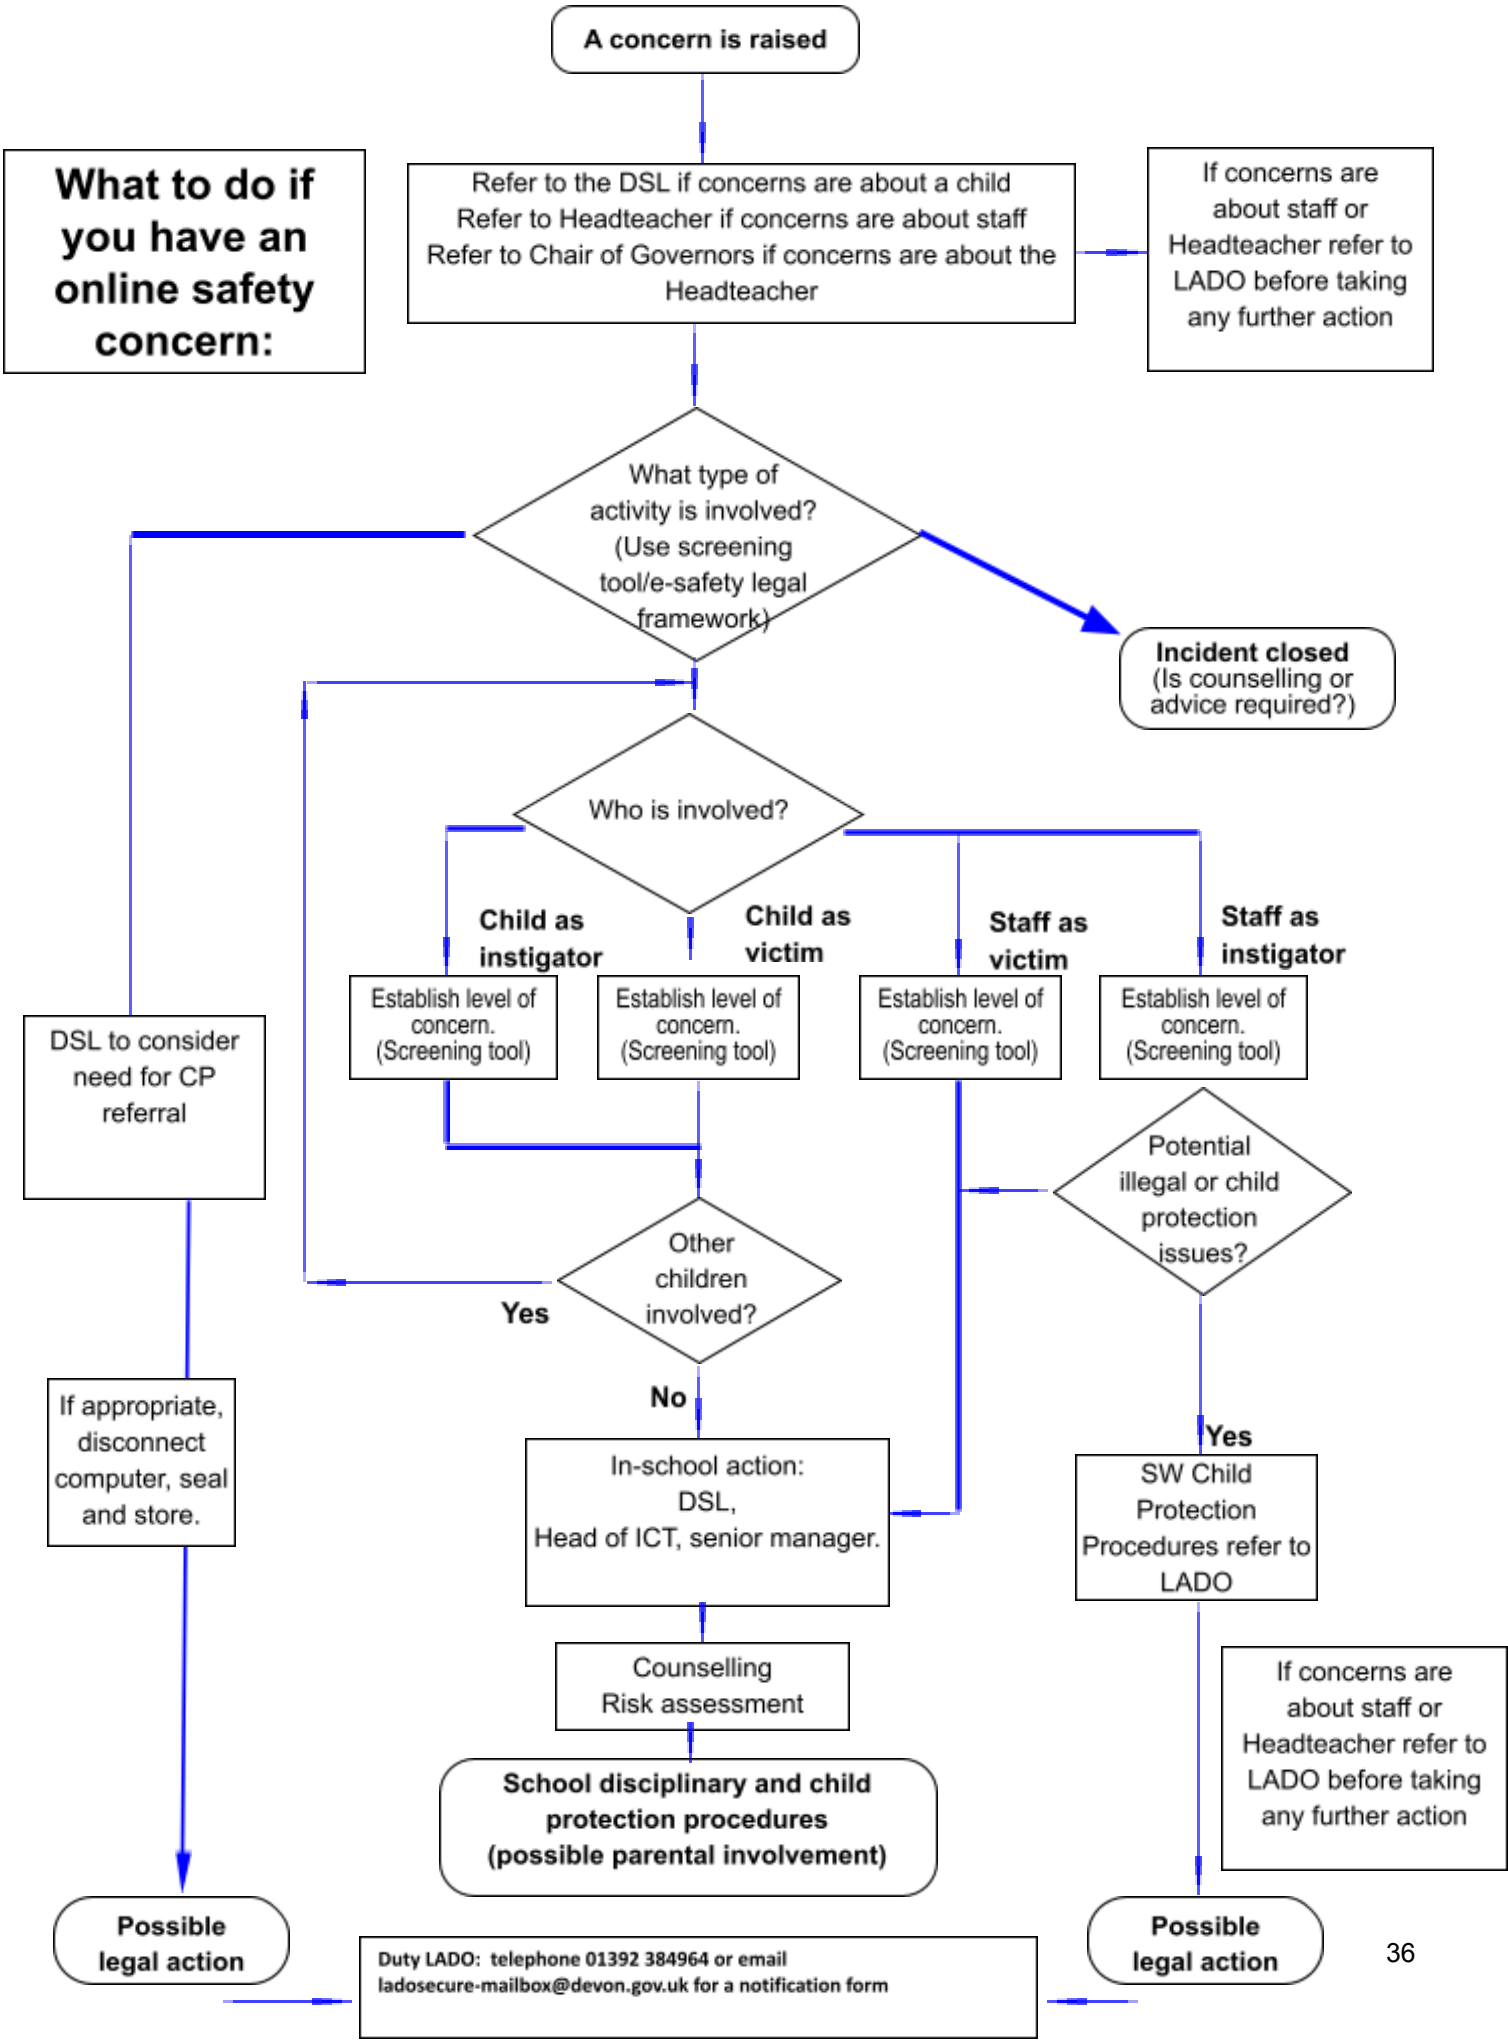 A concern is raised
What to do if
you have an
online safety
concern:
Refer to the DSL if concerns are about a child
Refer to Headteacher if concerns are about staff
Refer to Chair of Governors if concerns are about the
Headteacher
If concerns are
about staff or
Headteacher refer to
LADO before taking
any further action
What type of
activity is involved?
(Use screening
tool/e-safety legal
framework)
Incident closed
(Is counselling or
advice required?)
Who is involved?
Child as
instigator
Child as
victim
Staff as
victim
Staff as
instigator
Establish level of
concern.
(Screening tool)
Establish level of
concern.
(Screening tool)
Establish level of
concern.
(Screening tool)
Establish level of
concern.
(Screening tool)
DSL to consider
need for CP
referral
Potential
illegal or child
protection
issues?
Other
children
involved?
Yes
No
If appropriate,
disconnect
computer, seal
and store.
In-school action:
DSL,
Head of ICT, senior manager.
Yes
SW Child
Protection
Procedures refer to
LADO
Counselling
Risk assessment
If concerns are
about staff or
Headteacher refer to
LADO before taking
any further action
School disciplinary and child
protection procedures
(possible parental involvement)
Possible
legal action
Possible
legal action
Duty LADO: telephone 01392 384964 or email
ladosecure-mailbox@devon.gov.uk for a notification form
36